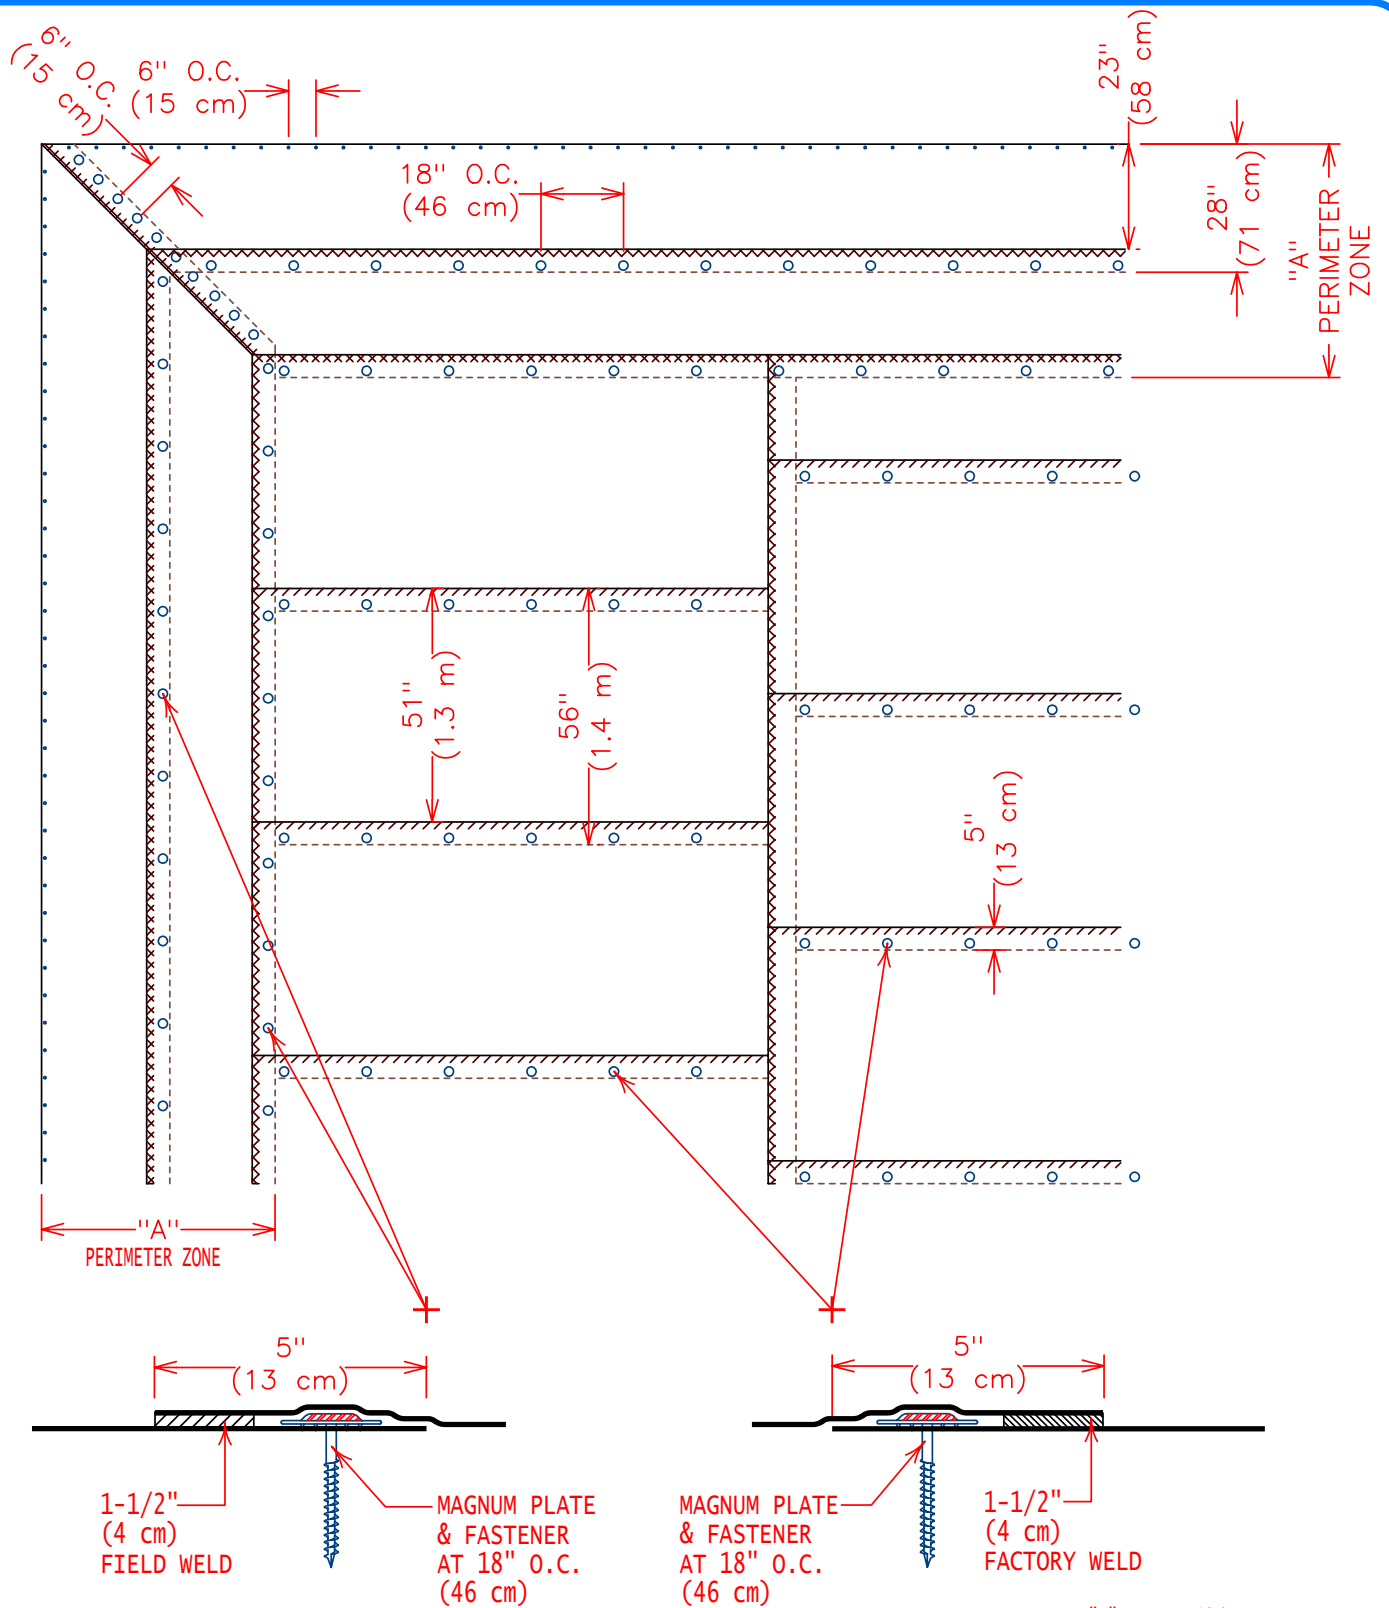 6" O.C.
(15 cm)
6" O.C.
(15 cm)
18" O.C.
(46 cm)
23"
(58 cm)
28"
(71 cm)
"A"
PERIMETER
ZONE
51"
(1.3 m)
56"
(1.4 m)
5"
(13 cm)
"A"
PERIMETER ZONE
5"
(13 cm)
5"
(13 cm)
1-1/2"
(4 cm)
FIELD WELD
MAGNUM PLATE
& FASTENER
AT 18" O.C.
(46 cm)
MAGNUM PLATE
& FASTENER
AT 18" O.C.
(46 cm)
1-1/2"
(4 cm)
FACTORY WELD